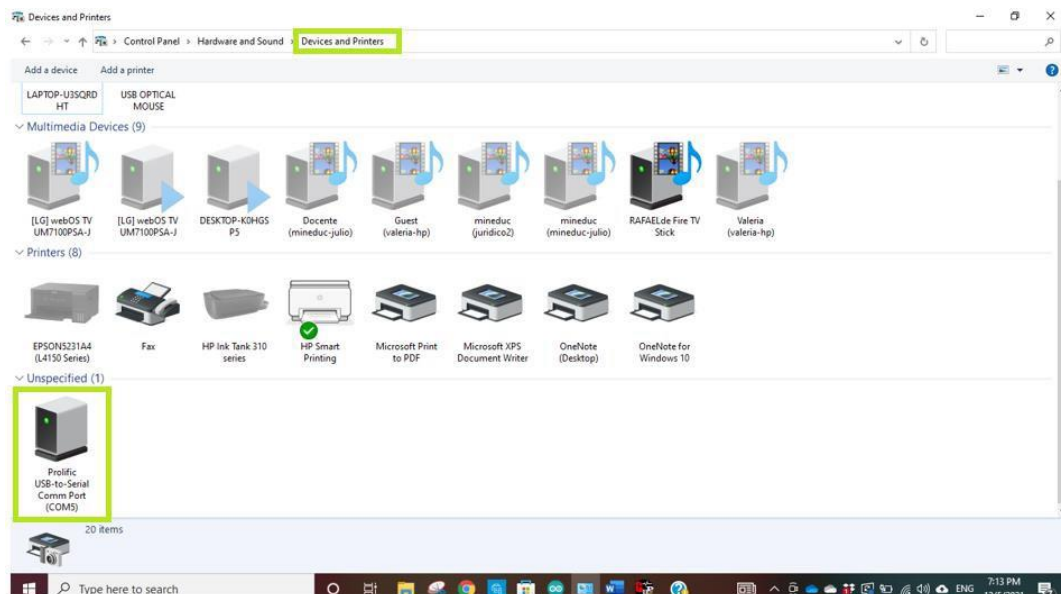 Devices and Printers
Control Panel > Hardware and Sound > Devices and Printers
Add a device Add a printer
LAPTOP-U3SQRD
HT
USB OPTICAL
MOUSE
Multimedia Devices (9)
[LG] webOS TV
UM7100PSA-J
[LG] webOS TV
UM7100PSA-J
DESKTOP-K0HGS
P5
Docente
(mineduc-julio)
Guest
(valeria-hp)
mineduc
(juridico2)
mineduc
(mineduc-julio)
RAFAELde Fire TV
Stick
Valeria
(valeria-hp)
Printers (8)
EPSON5231A4
(L4150 Series)
Fax
HP Ink Tank 310
series
HP Smart
Printing
Microsoft Print
to PDF
Microsoft XPS
Document Writer
OneNote
(Desktop)
OneNote for
Windows 10
Unspecified (1)
Prolific
USB-to-Serial
Comm Port
(COM5)
20 items
Type here to search
ENG
7:13 PM